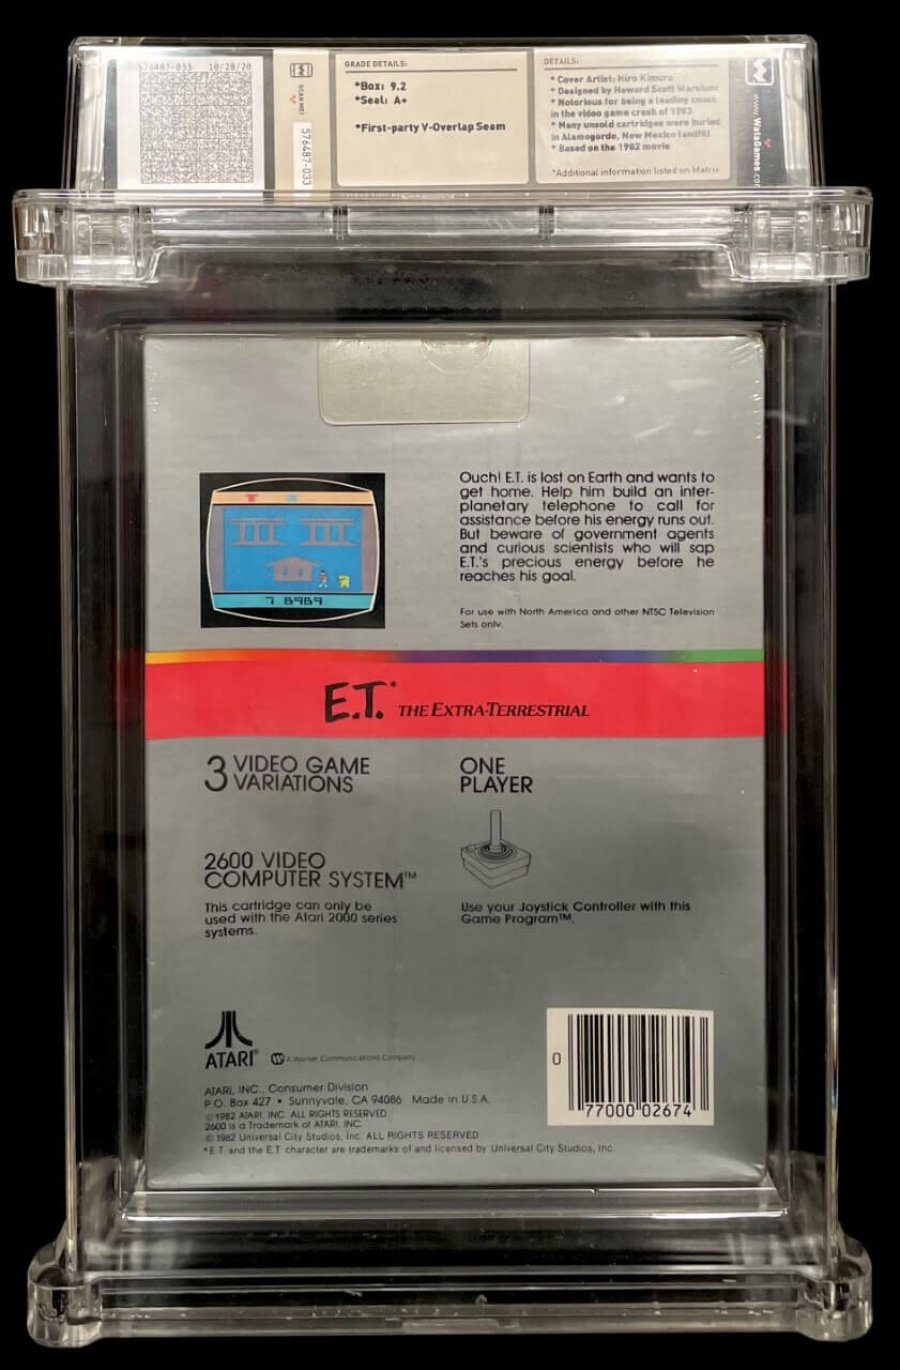 576487-033 10/28/20
SCAN ME!
576487-033
GRADE DETAILS:
*Box: 9.2
*Seal: A+
*First-party V-Overlap Seam
DETAILS:
* Cover Artist: Hiro Kimura
* Designed by Howard Scott Warshaw
* Notorious for being a leading cause
in the video game crash of 1983
* Many unsold cartridges were buried
in Alamogordo, New Mexico landfill
* Based on the 1982 movie
*Additional information listed on Matrix
W
www.WataGames.com
7 8969
Ouch! E.T. is lost on Earth and wants to
get home. Help him build an inter-
planetary telephone to call for
assistance before his energy runs out.
But beware of government agents
and curious scientists who will sap
E.T.'s precious energy before he
reaches his goal.
For use with North America and other NTSC Television
Sets only.
E.T.* THE EXTRA-TERRESTRIAL
3 VIDEO GAME
VARIATIONS
ONE
PLAYER
2600 VIDEO
COMPUTER SYSTEM™
This cartridge can only be
used with the Atari 2000 series
systems.
Use your Joystick Controller with this
Game Program™.
ATARI® A Warner Communications Company
ATARI, INC., Consumer Division
P.O. Box 427 • Sunnyvale, CA 94086 Made in U.S.A.
© 1982 ATARI, INC. ALL RIGHTS RESERVED
2600 is a Trademark of ATARI, INC.
© 1982 Universal City Studios, Inc. ALL RIGHTS RESERVED
*E.T. and the E.T. character are trademarks of and licensed by Universal City Studios, Inc.
0 77000 02674